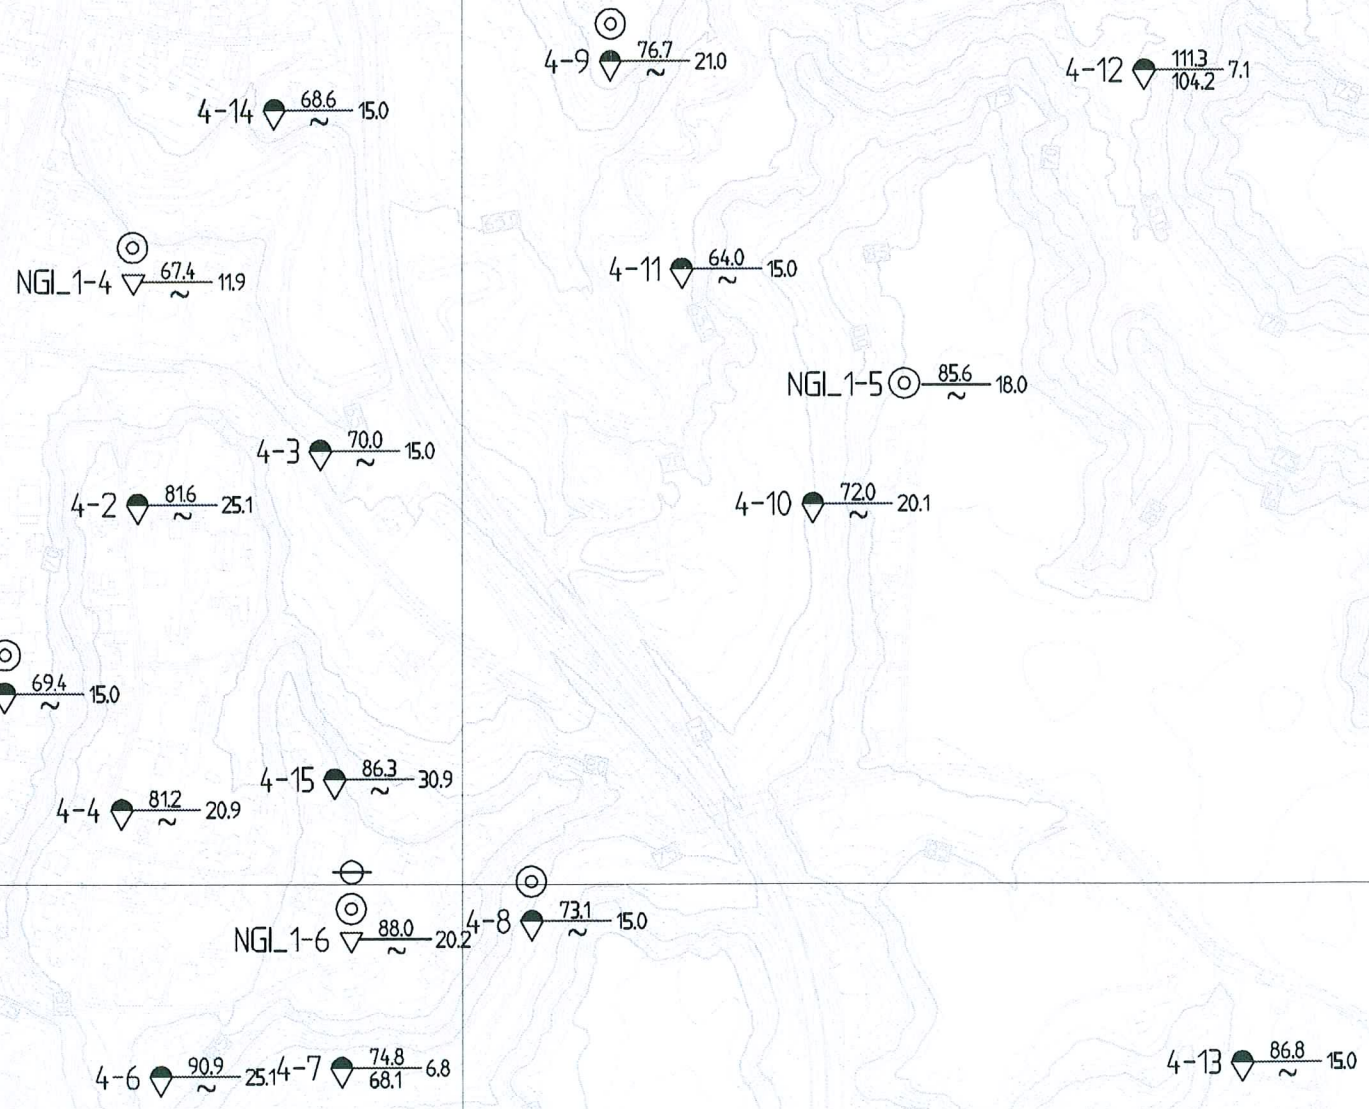 4-9 76.7 ~ 21.0
4-12 111.3 104.2 7.1
4-14 68.6 ~ 15.0
4-11 64.0 ~ 15.0
NGI_1-4 67.4 ~ 11.9
NGI_1-5 85.6 ~ 18.0
4-3 70.0 ~ 15.0
4-2 81.6 ~ 25.1
4-10 72.0 ~ 20.1
69.4 ~ 15.0
4-15 86.3 ~ 30.9
4-4 81.2 ~ 20.9
4-8 73.1 ~ 15.0
NGI_1-6 88.0 ~ 20.2
4-6 90.9 ~ 25.1
4-7 74.8 68.1 6.8
4-13 86.8 ~ 15.0